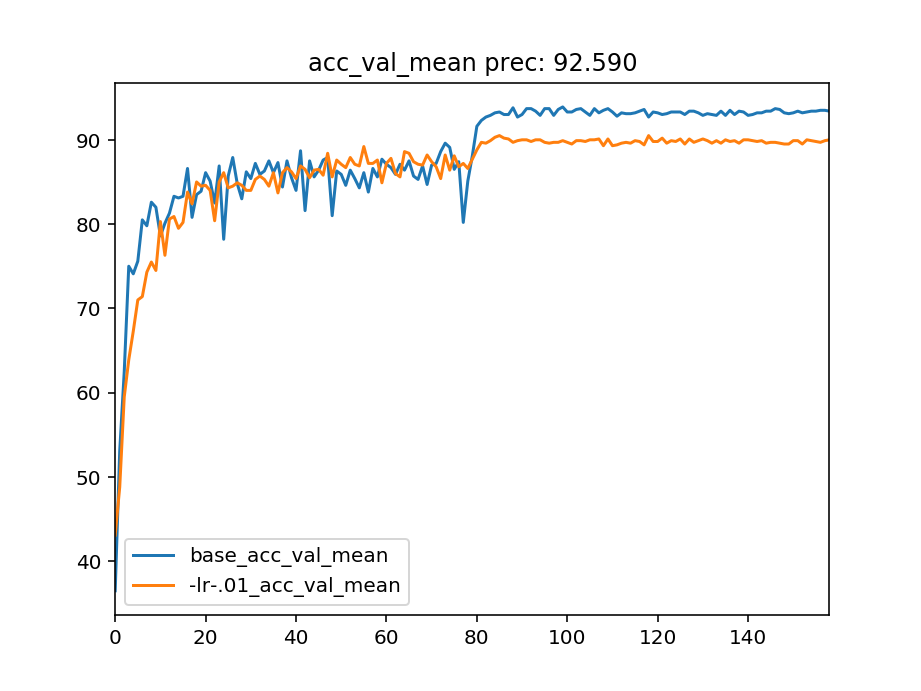 acc_val_mean prec: 92.590
90
80
70
60
50
40
base_acc_val_mean
-lr-.01_acc_val_mean
0 20 40 60 80 100 120 140